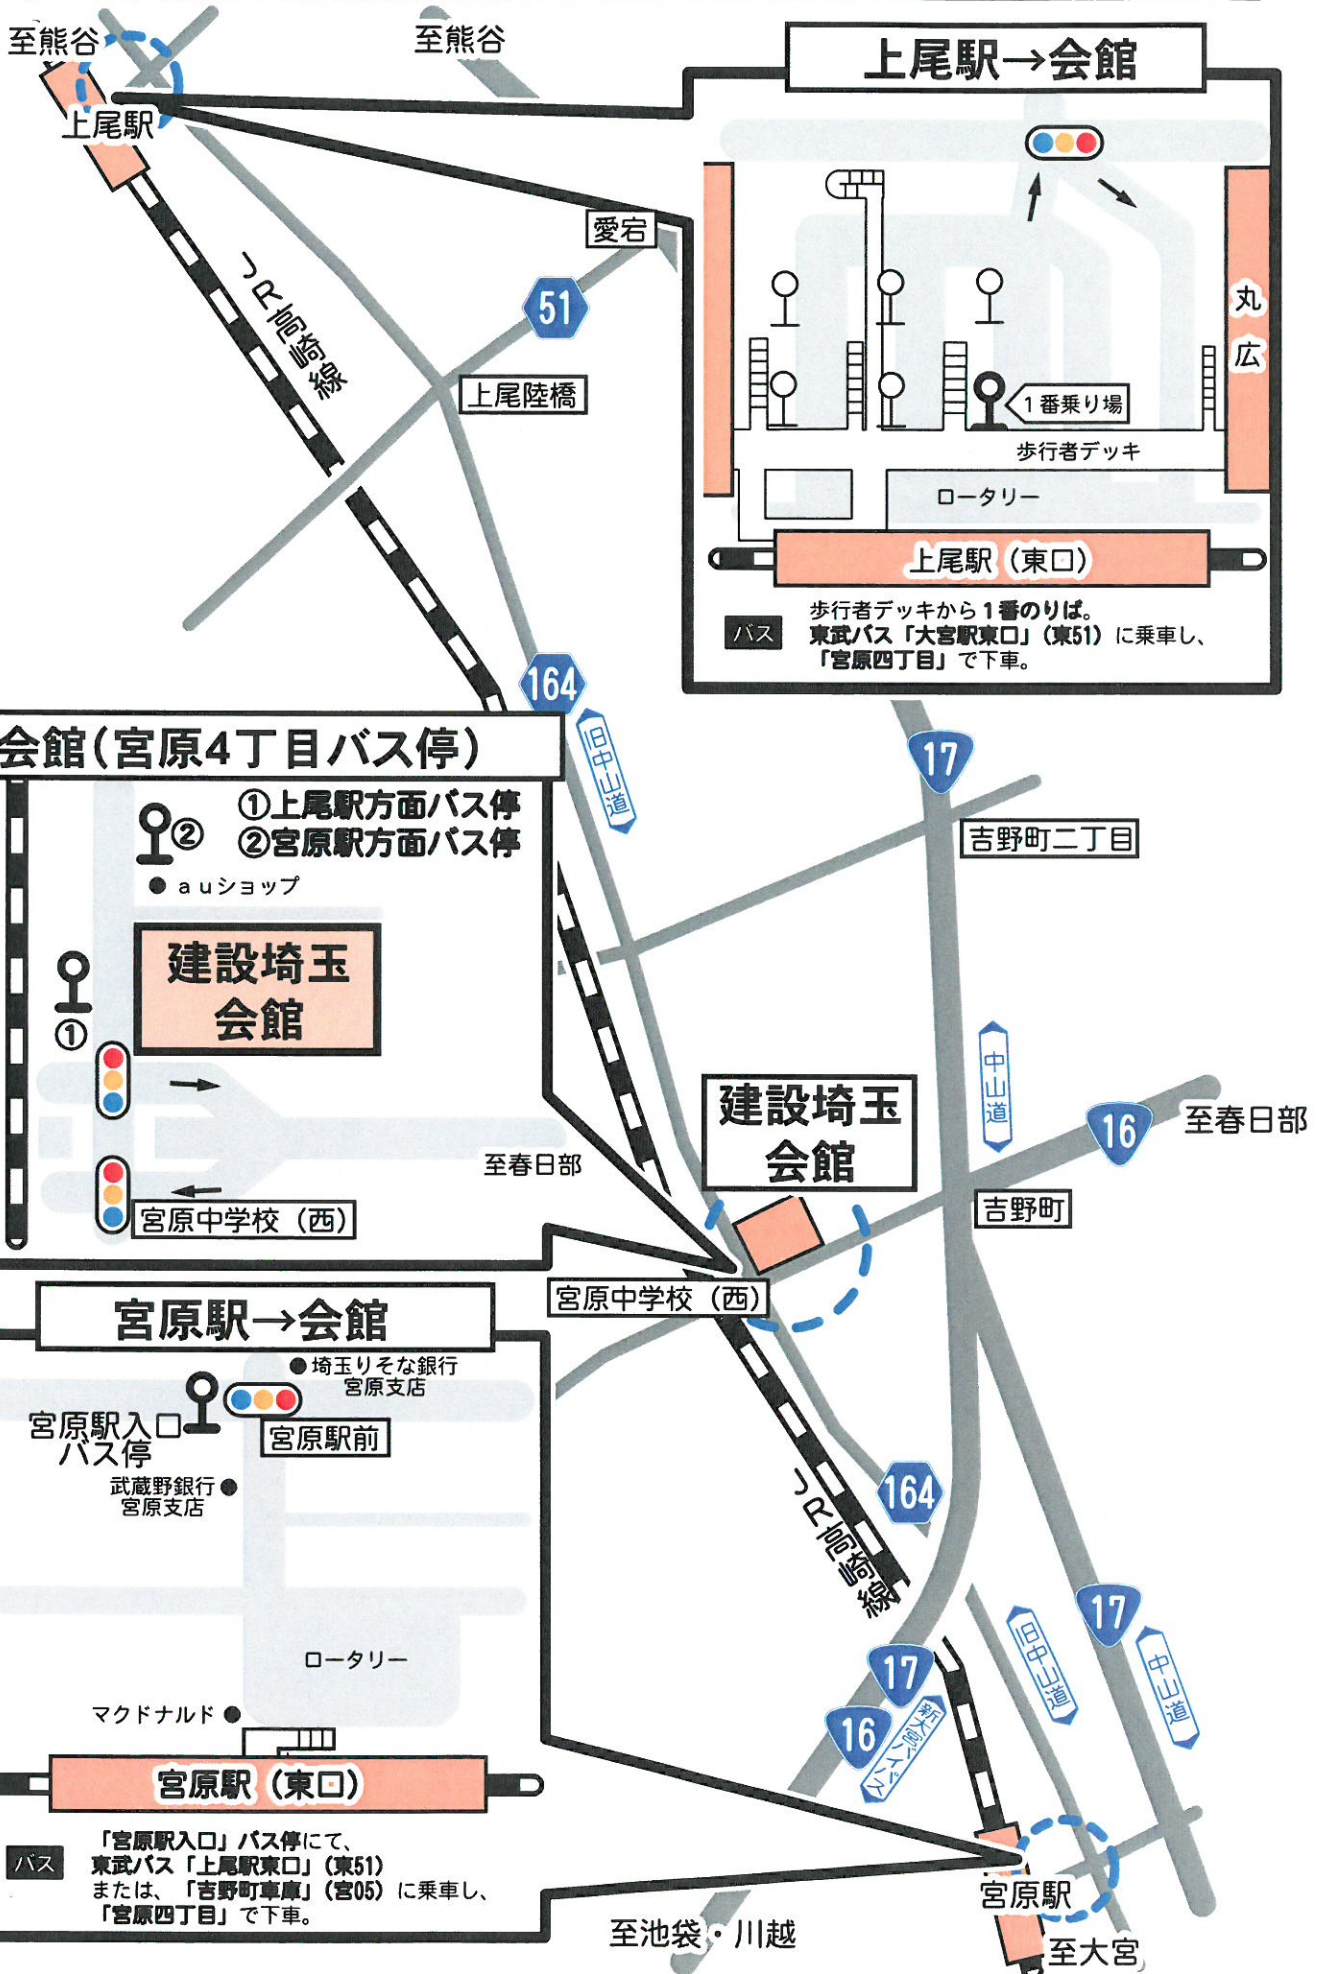 至熊谷
至熊谷
上尾駅
JR高崎線
愛宕
51
上尾陸橋
164
旧中山道
上尾駅→会館
丸広
1番乗り場
歩行者デッキ
ロータリー
上尾駅（東口）
バス
歩行者デッキから１番のりば。
東武バス「大宮駅東口」（東51）に乗車し、
「宮原四丁目」で下車。
会館（宮原4丁目バス停）
①上尾駅方面バス停
②宮原駅方面バス停
②
auショップ
建設埼玉
会館
①
至春日部
宮原中学校（西）
17
吉野町二丁目
中山道
16
至春日部
吉野町
建設埼玉
会館
宮原中学校（西）
宮原駅→会館
埼玉りそな銀行
宮原支店
宮原駅入口
バス停
宮原駅前
武蔵野銀行
宮原支店
ロータリー
マクドナルド
宮原駅（東口）
バス
「宮原駅入口」バス停にて、
東武バス「上尾駅東口」（東51）
または、「吉野町車庫」（宮05）に乗車し、
「宮原四丁目」で下車。
164
JR高崎線
17
16
新大宮バイパス
旧中山道
17
中山道
宮原駅
至池袋・川越
至大宮